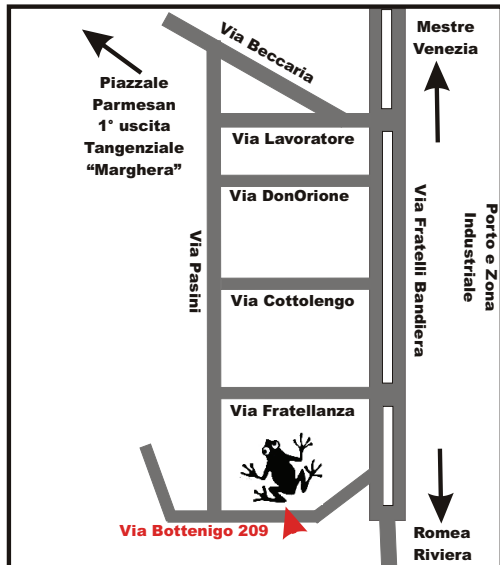 Mestre
Venezia
Via Beccaria
Piazzale
Parmesan
1° uscita
Tangenziale
“Marghera”
Via Lavoratore
Via DonOrione
Via Pasini
Via Fratelli Bandiera
Porto e Zona
Industriale
Via Cottolengo
Via Fratellanza
Via Bottenigo 209
Romea
Riviera